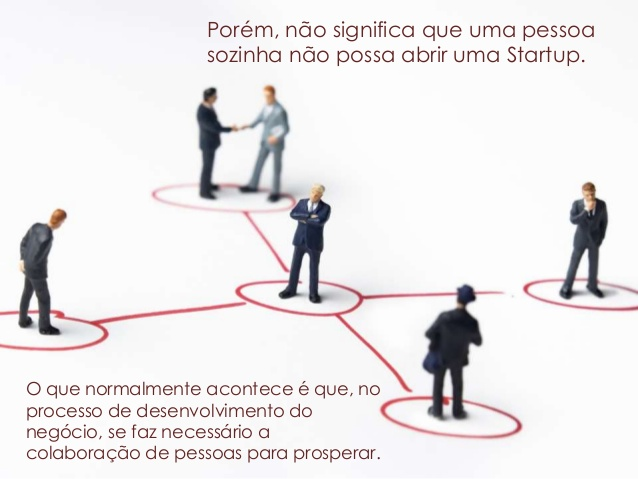 Porém, não significa que uma pessoa
sozinha não possa abrir uma Startup.
O que normalmente acontece é que, no
processo de desenvolvimento do
negócio, se faz necessário a
colaboração de pessoas para prosperar.